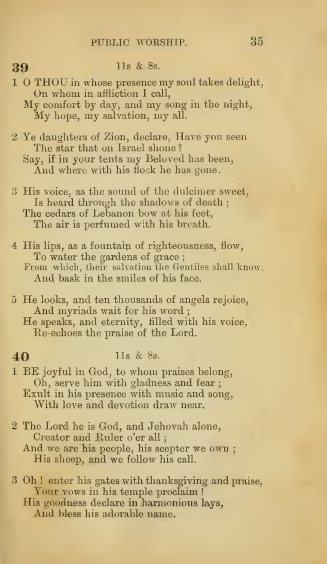 PUBLIC WORSHIP. 35
39 11s & 8s.
1 O THOU in whose presence my soul takes delight,
On whom in affliction I call,
My comfort by day, and my song in the night,
My hope, my salvation, my all.
2 Ye daughters of Zion, declare, Have you seen
The star that on Israel shone?
Say, if in your tents my Beloved has been,
And where with his flock he has gone.
3 His voice, as the sound of the dulcimer sweet,
Is heard through the shadows of death;
The cedars of Lebanon bow at his feet,
The air is perfumed with his breath.
4 His lips, as a fountain of righteousness, flow,
To water the gardens of grace;
From which, their salvation the Gentiles shall know,
And bask in the smiles of his face.
5 He looks, and ten thousands of angels rejoice,
And myriads wait for his word;
He speaks, and eternity, filled with his voice,
Re-echoes the praise of the Lord.
40 11s & 8s.
1 BE joyful in God, to whom praises belong,
Oh, serve him with gladness and fear;
Exult in his presence with music and song,
With love and devotion draw near.
2 The Lord he is God, and Jehovah alone,
Creator and Ruler o'er all;
And we are his people, his scepter we own;
His sheep, and we follow his call.
3 Oh! enter his gates with thanksgiving and praise,
Your vows in his temple proclaim!
His goodness declare in harmonious lays,
And bless his adorable name.